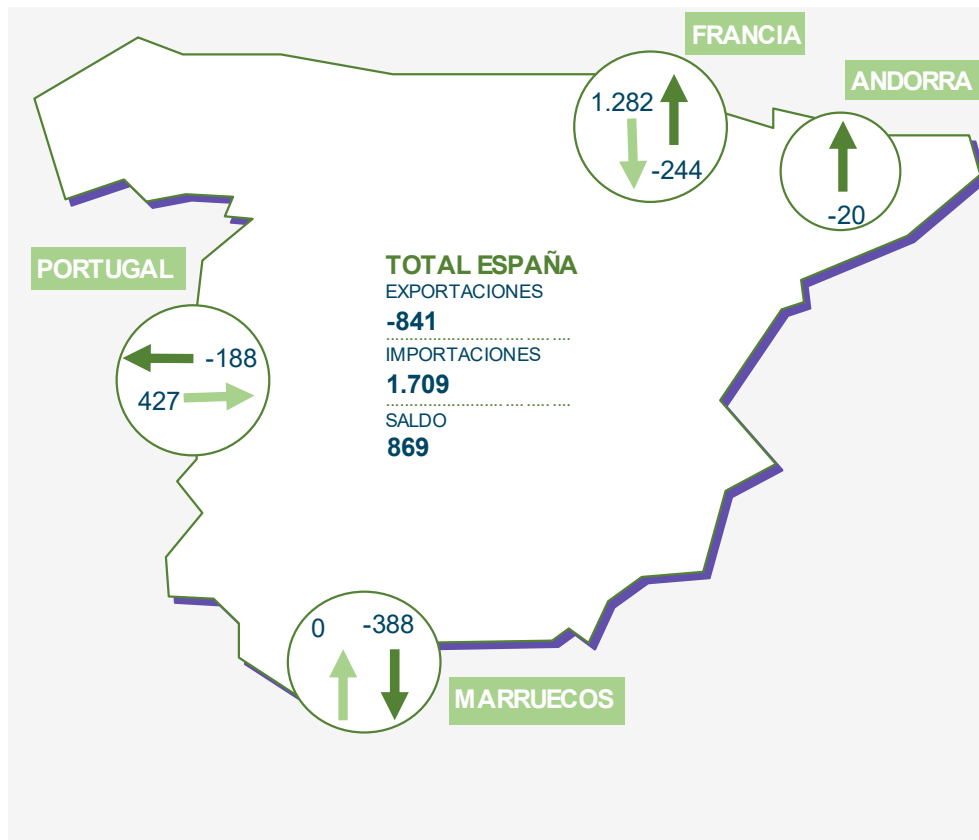 FRANCIA
1.282
-244
ANDORRA
-20
PORTUGAL
-188
427
TOTAL ESPAÑA
EXPORTACIONES
-841
IMPORTACIONES
1.709
SALDO
869
0
-388
MARRUECOS